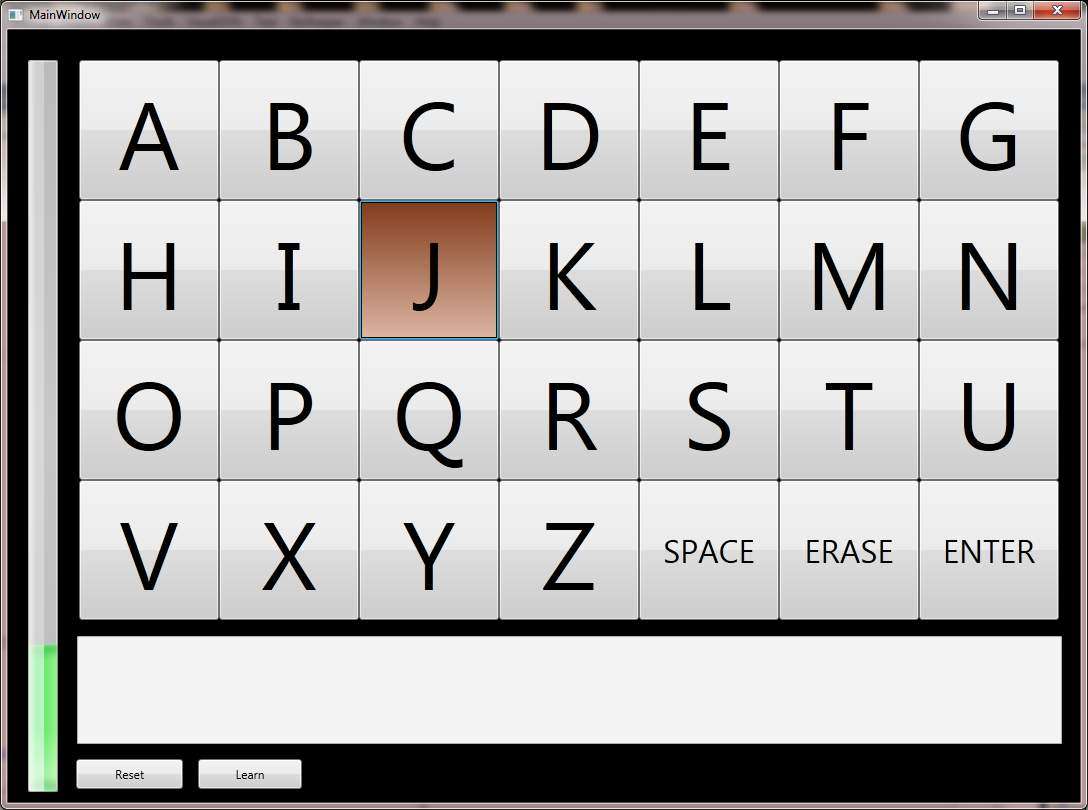 MainWindow
A B C D E F G
H I J K L M N
O P Q R S T U
V X Y Z SPACE ERASE ENTER
Reset Learn